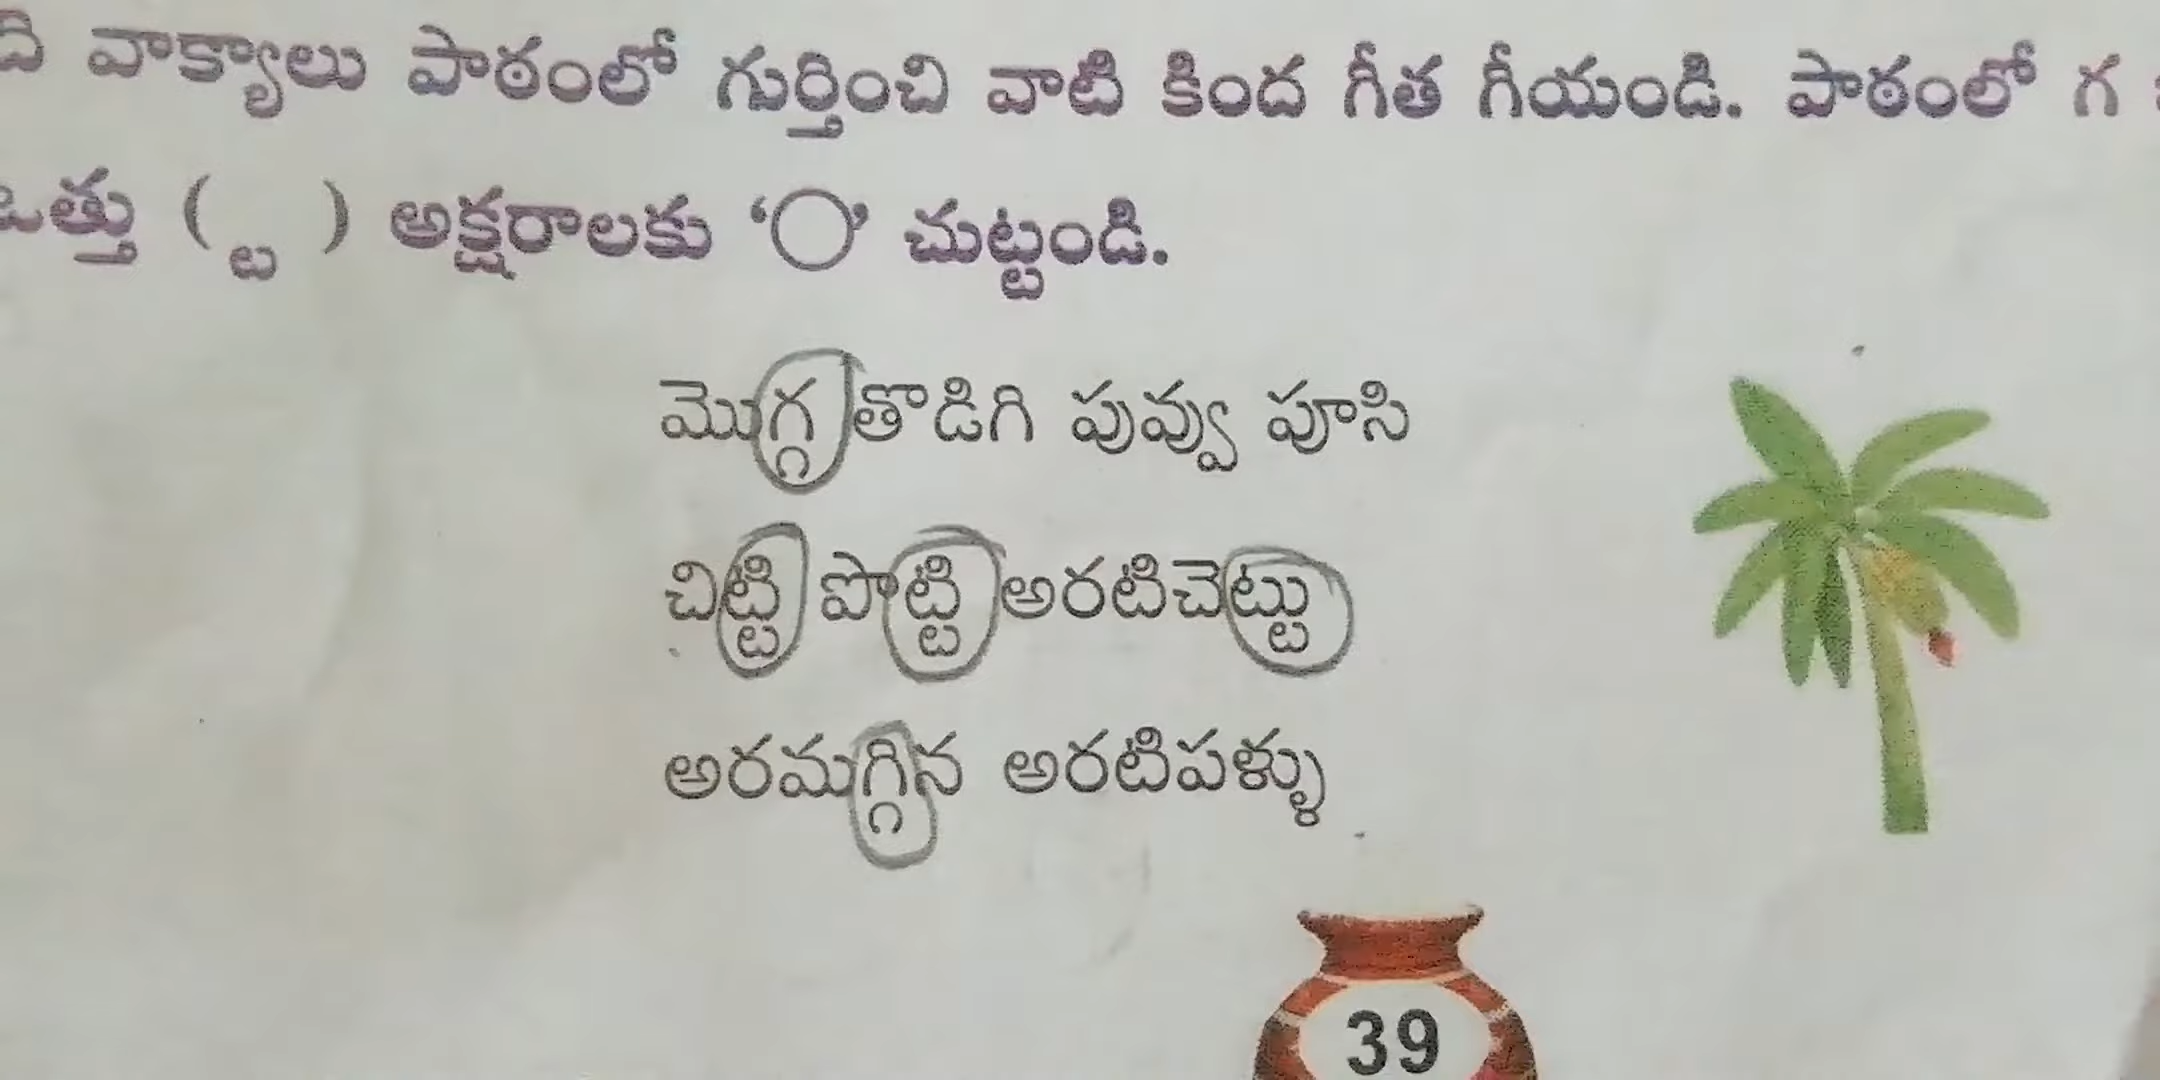 ది వాక్యాలు పాఠంలో గుర్తించి వాటి కింద గీత గీయండి. పాఠంలో గ
ఒత్తు ( ్ట ) అక్షరాలకు ‘○’ చుట్టండి.
మొగ్గ తొడిగి పువ్వు పూసి
చిట్టి పొట్టి అరటిచెట్టు
అరమగ్గిన అరటిపళ్ళు
39